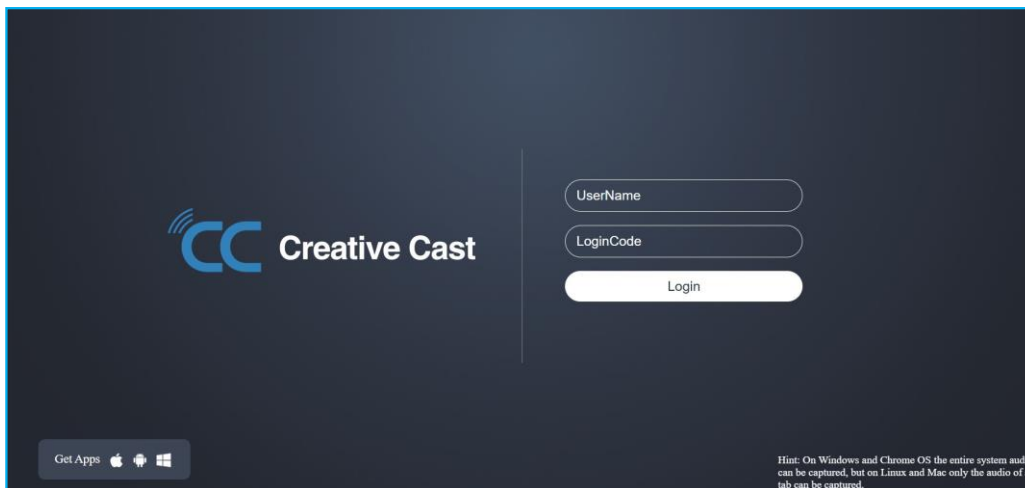 UserName
CC Creative Cast
LoginCode
Login
Get Apps
Hint: On Windows and Chrome OS the entire system
can be captured, but on Linux and Mac only the audio of
tab can be captured.